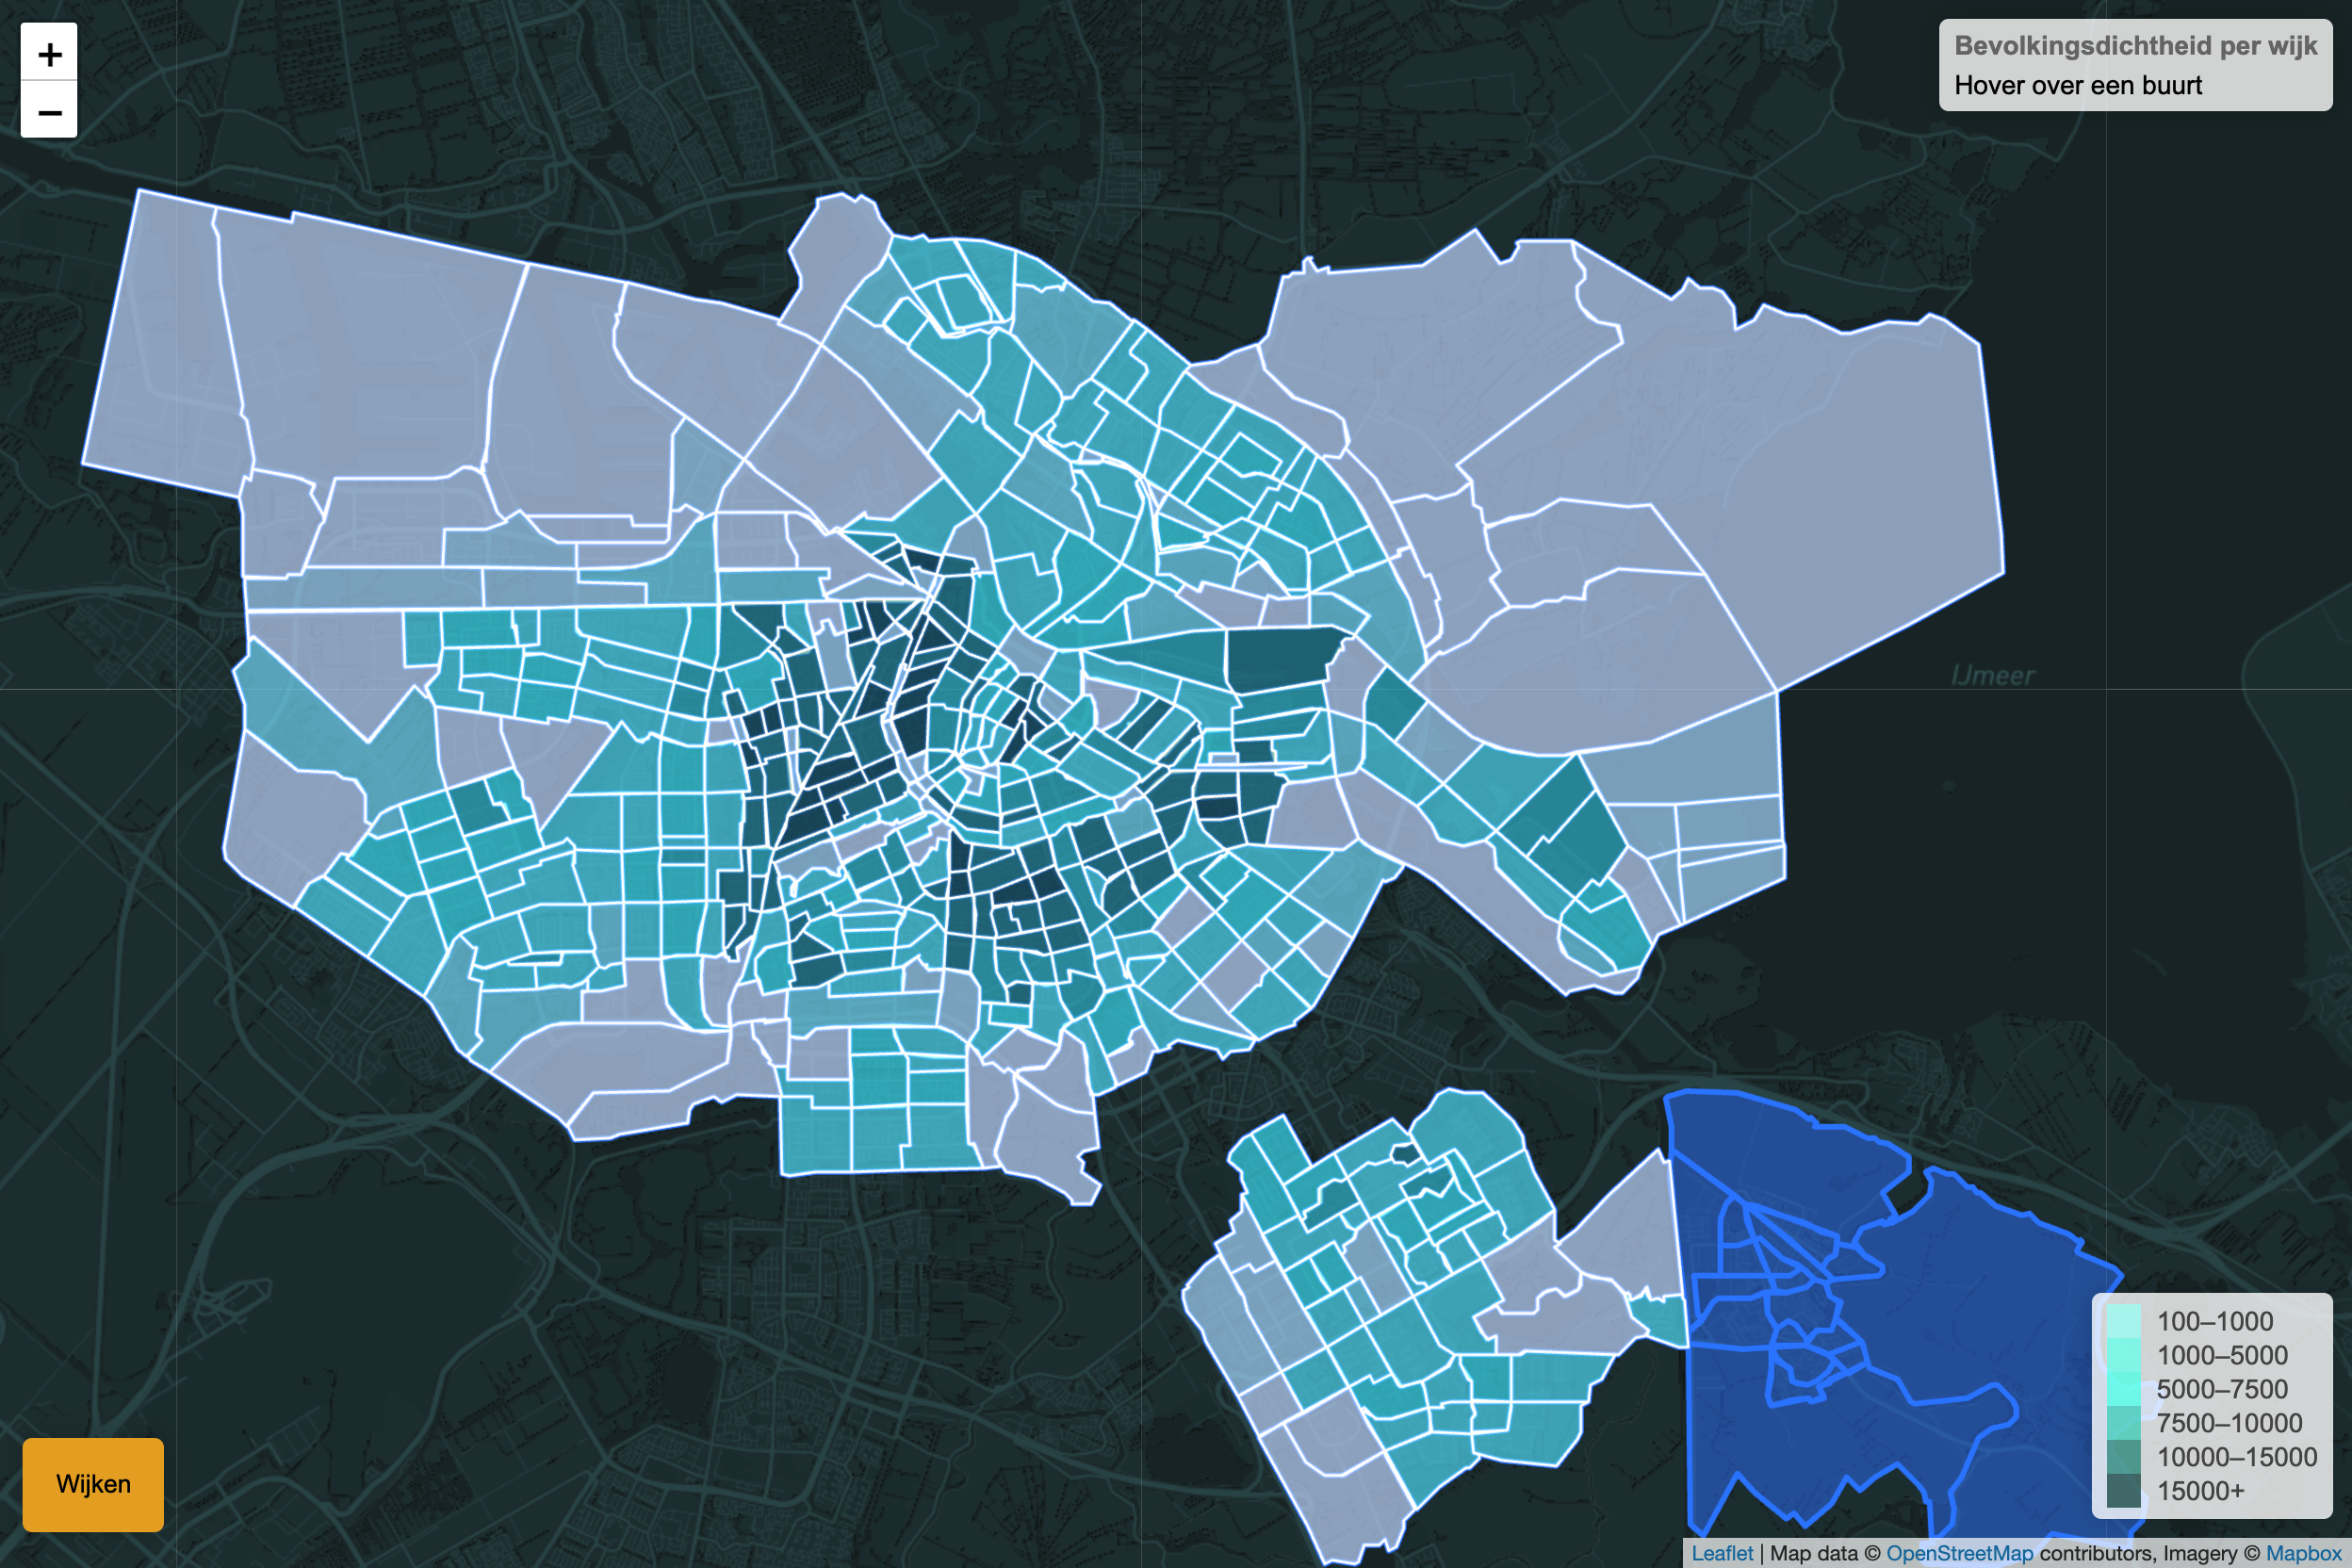 +
−
Bevolkingsdichtheid per wijk
Hover over een buurt
IJmeer
100–1000
1000–5000
5000–7500
7500–10000
10000–15000
15000+
Wijken
Leaflet | Map data © OpenStreetMap contributors, Imagery © Mapbox